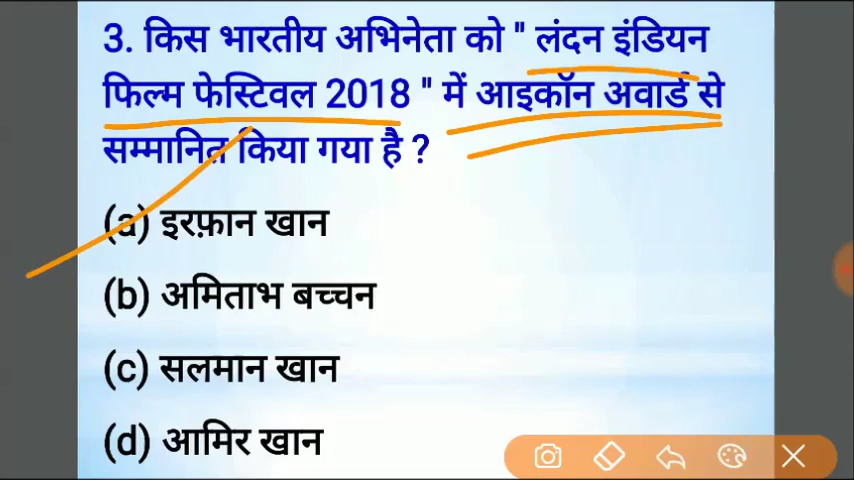 3. किस भारतीय अभिनेता को " लंदन इंडियन
फिल्म फेस्टिवल 2018 " में आइकॉन अवार्ड से
सम्मानित किया गया है ?
(a) इरफ़ान खान
(b) अमिताभ बच्चन
(c) सलमान खान
(d) आमिर खान